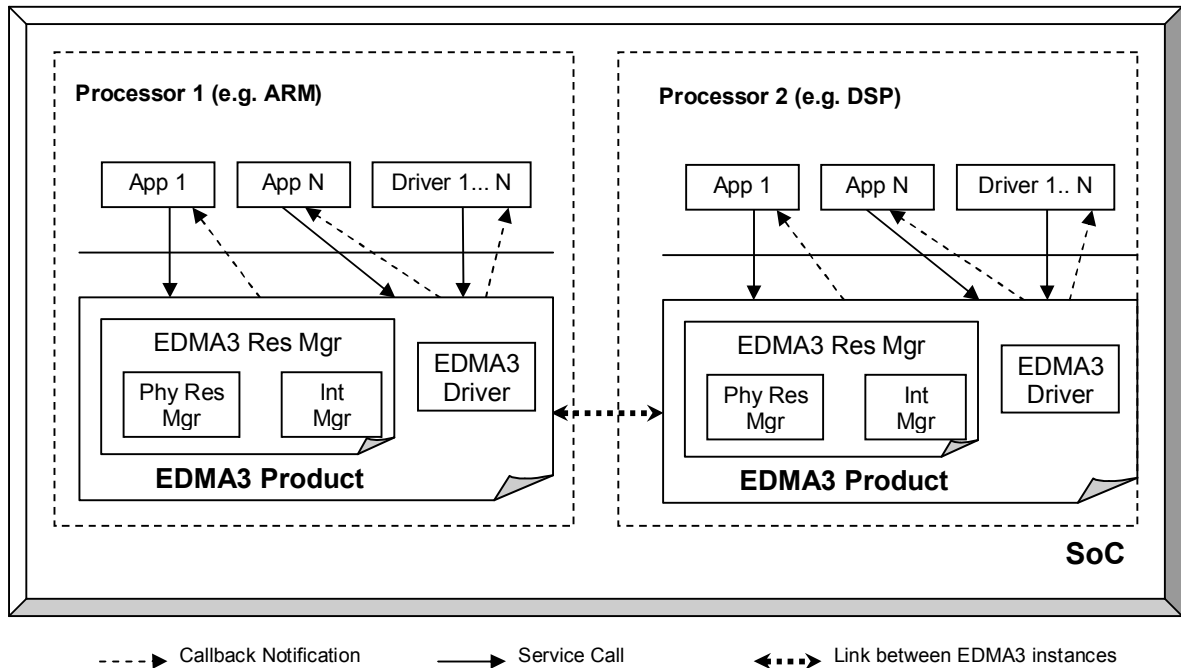 Processor 1 (e.g. ARM)
App 1
App N
Driver 1... N
EDMA3 Res Mgr
Phy Res
Mgr
Int
Mgr
EDMA3
Driver
EDMA3 Product
Processor 2 (e.g. DSP)
App 1
App N
Driver 1.. N
EDMA3 Res Mgr
Phy Res
Mgr
Int
Mgr
EDMA3
Driver
EDMA3 Product
SoC
Callback Notification
Service Call
Link between EDMA3 instances